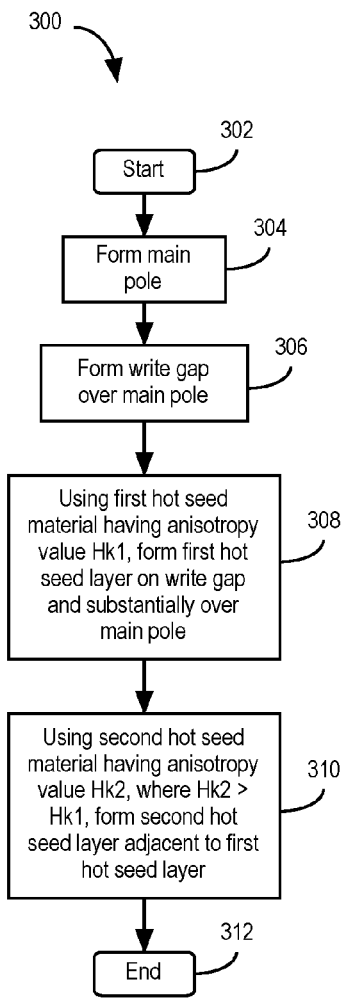 300
302
Start
304
Form main
pole
306
Form write gap
over main pole
Using first hot seed
material having anisotropy
value Hk1, form first hot
seed layer on write gap
and substantially over
main pole
308
Using second hot seed
material having anisotropy
value Hk2, where Hk2 >
Hk1, form second hot
seed layer adjacent to first
hot seed layer
310
312
End